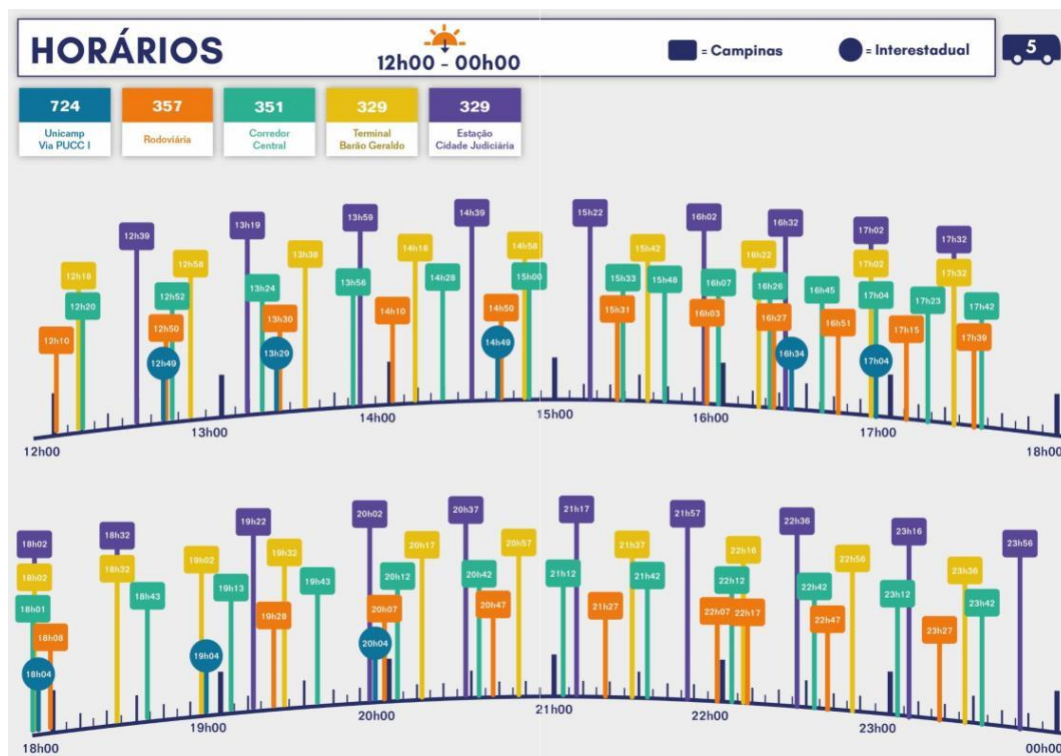 HORÁRIOS
12h00 - 00h00
= Campinas
= Interestadual
5
724
357
351
329
329
Unicamp
Via PUCC I
Rodoviária
Corredor
Central
Terminal
Barão Geraldo
Estação
Cidade Judiciária
12h10
12h18
12h20
12h39
12h49
12h50
12h52
12h58
13h19
13h24
13h29
13h30
13h38
13h56
13h59
14h10
14h18
14h28
14h39
14h49
14h50
14h58
15h00
15h22
15h31
15h33
15h42
15h48
16h02
16h03
16h07
16h22
16h26
16h27
16h32
16h34
16h45
16h51
17h02
17h02
17h04
17h04
17h15
17h23
17h32
17h32
17h39
17h42
12h00
13h00
14h00
15h00
16h00
17h00
18h00
18h02
18h02
18h01
18h04
18h08
18h32
18h32
18h43
19h02
19h04
19h13
19h22
19h28
19h32
19h43
20h02
20h04
20h07
20h12
20h17
20h37
20h42
20h47
20h57
21h12
21h17
21h27
21h37
21h42
21h57
22h07
22h12
22h16
22h17
22h36
22h42
22h47
22h56
23h12
23h16
23h27
23h36
23h42
23h56
18h00
19h00
20h00
21h00
22h00
23h00
00h00